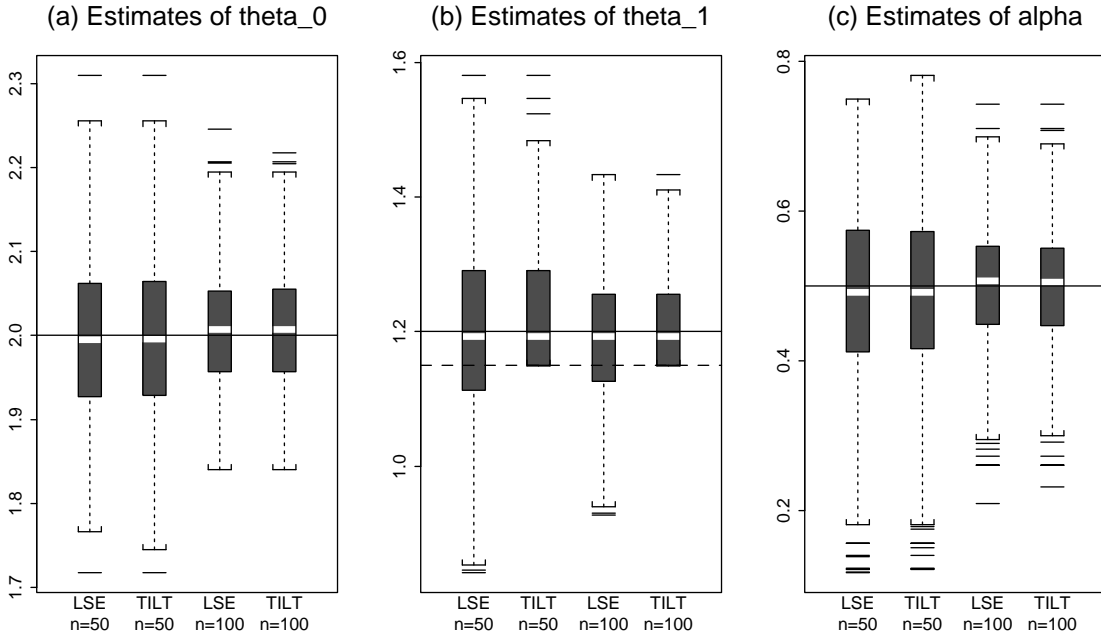 (a) Estimates of theta_0
(b) Estimates of theta_1
(c) Estimates of alpha
2.3
2.2
2.1
2.0
1.9
1.8
1.7
LSE TILT LSE TILT
n=50 n=50 n=100 n=100
1.6
1.4
1.2
1.0
LSE TILT LSE TILT
n=50 n=50 n=100 n=100
0.8
0.6
0.4
0.2
LSE TILT LSE TILT
n=50 n=50 n=100 n=100